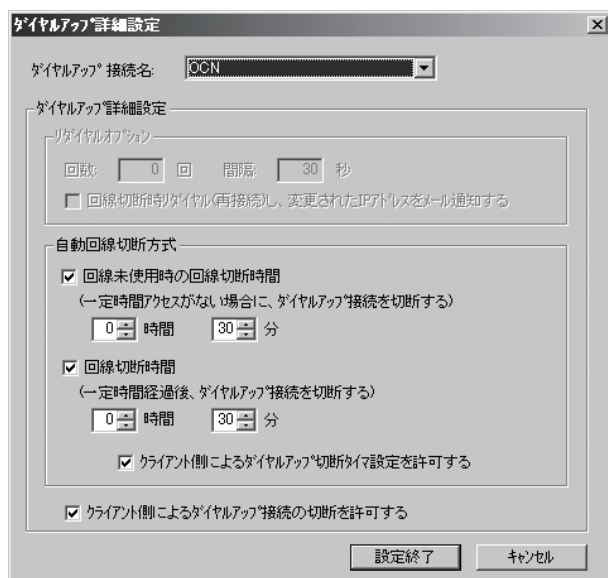 ﾀﾞｲﾔﾙｱｯﾌﾟ詳細設定
ﾀﾞｲﾔﾙｱｯﾌﾟ接続名: OCN
ﾀﾞｲﾔﾙｱｯﾌﾟ詳細設定
ﾘﾀﾞｲﾔﾙｵﾌﾟｼｮﾝ
回数: 0 回 間隔: 30 秒
回線切断時ﾘﾀﾞｲﾔﾙ(再接続)し、変更されたIPｱﾄﾞﾚｽをﾒｰﾙ通知する
自動回線切断方式
回線未使用時の回線切断時間
(一定時間ｱｸｾｽがない場合に、ﾀﾞｲﾔﾙｱｯﾌﾟ接続を切断する)
0 時間 30 分
回線切断時間
(一定時間経過後、ﾀﾞｲﾔﾙｱｯﾌﾟ接続を切断する)
0 時間 30 分
ｸﾗｲｱﾝﾄ側によるﾀﾞｲﾔﾙｱｯﾌﾟ切断ﾀｲﾏ設定を許可する
ｸﾗｲｱﾝﾄ側によるﾀﾞｲﾔﾙｱｯﾌﾟ接続の切断を許可する
設定終了 ｷｬﾝｾﾙ